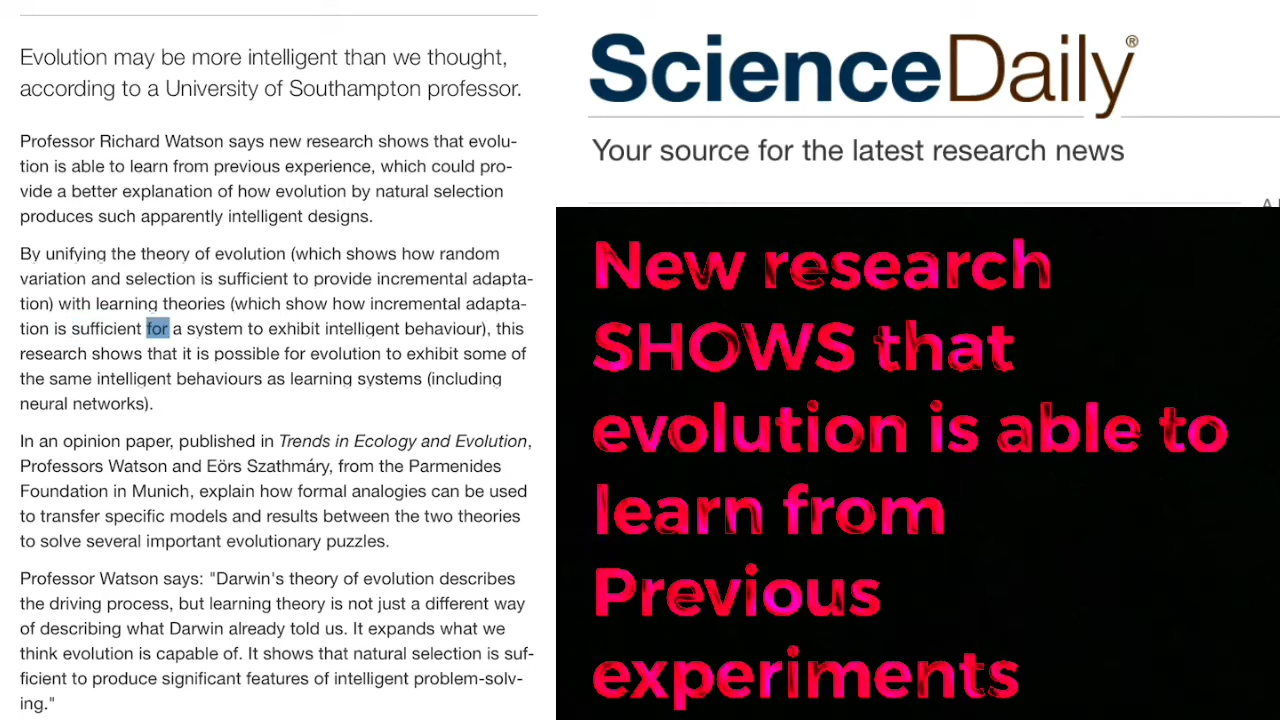 Evolution may be more intelligent than we thought,
according to a University of Southampton professor.
Professor Richard Watson says new research shows that evolu-
tion is able to learn from previous experience, which could pro-
vide a better explanation of how evolution by natural selection
produces such apparently intelligent designs.
By unifying the theory of evolution (which shows how random
variation and selection is sufficient to provide incremental adapta-
tion) with learning theories (which show how incremental adapta-
tion is sufficient for a system to exhibit intelligent behaviour), this
research shows that it is possible for evolution to exhibit some of
the same intelligent behaviours as learning systems (including
neural networks).
In an opinion paper, published in Trends in Ecology and Evolution,
Professors Watson and Eörs Szathmáry, from the Parmenides
Foundation in Munich, explain how formal analogies can be used
to transfer specific models and results between the two theories
to solve several important evolutionary puzzles.
Professor Watson says: "Darwin's theory of evolution describes
the driving process, but learning theory is not just a different way
of describing what Darwin already told us. It expands what we
think evolution is capable of. It shows that natural selection is suf-
ficient to produce significant features of intelligent problem-solv-
ing."
ScienceDaily®
Your source for the latest research news
New research
SHOWS that
evolution is able to
learn from
Previous
experiments